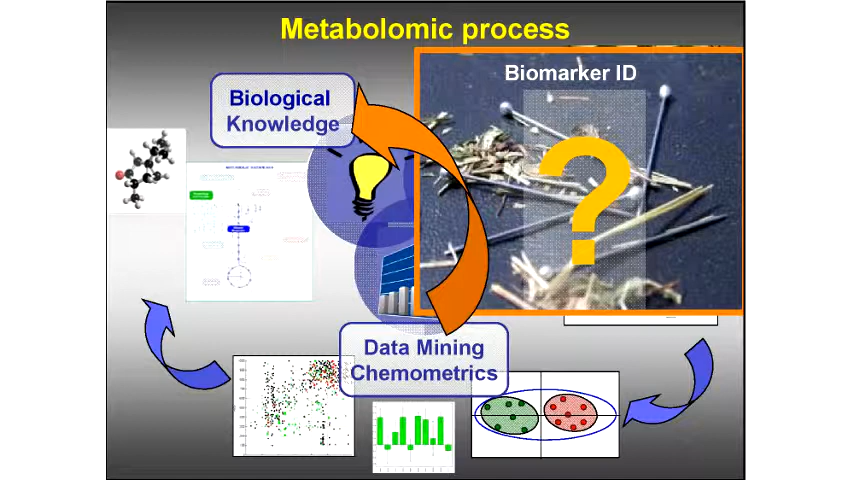 Metabolomic process
Biomarker ID
Biological
Knowledge
?
Data Mining
Chemometrics